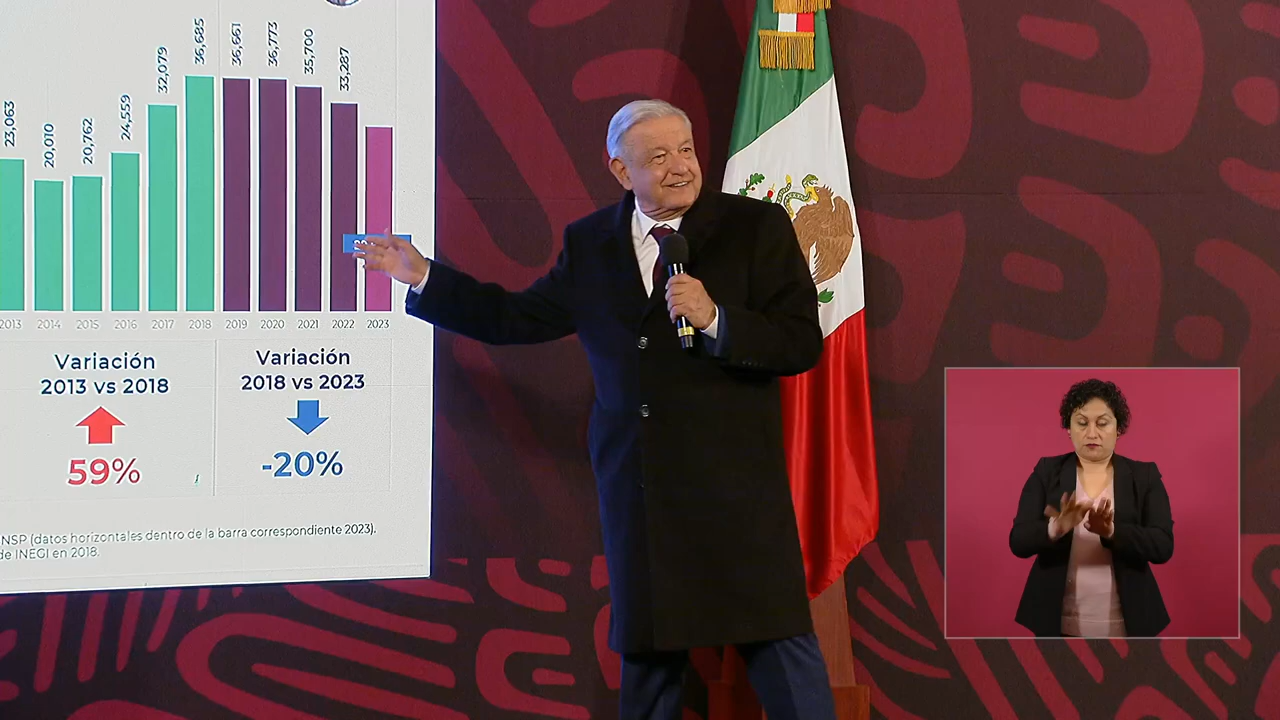 23,063
20,010
20,762
24,559
32,079
36,685
36,661
36,773
35,700
33,287
2013 2014 2015 2016 2017 2018 2019 2020 2021 2022 2023
Variación
2013 vs 2018
59%
Variación
2018 vs 2023
-20%
NSP (datos horizontales dentro de la barra correspondiente 2023).
de INEGI en 2018.